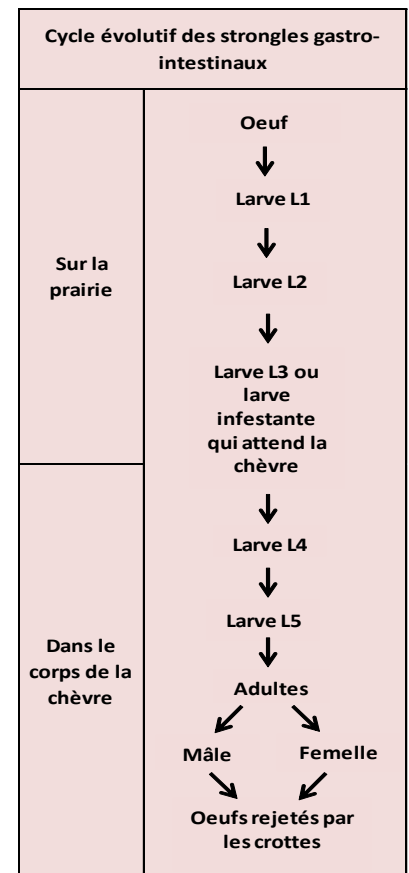 Cycle évolutif des strongles gastro-
intestinaux
Sur la
prairie
Oeuf
Larve L1
Larve L2
Larve L3 ou
larve
infestante
qui attend la
chèvre
Dans le
corps de la
chèvre
Larve L4
Larve L5
Adultes
Mâle
Femelle
Oeufs rejetés par
les crottes